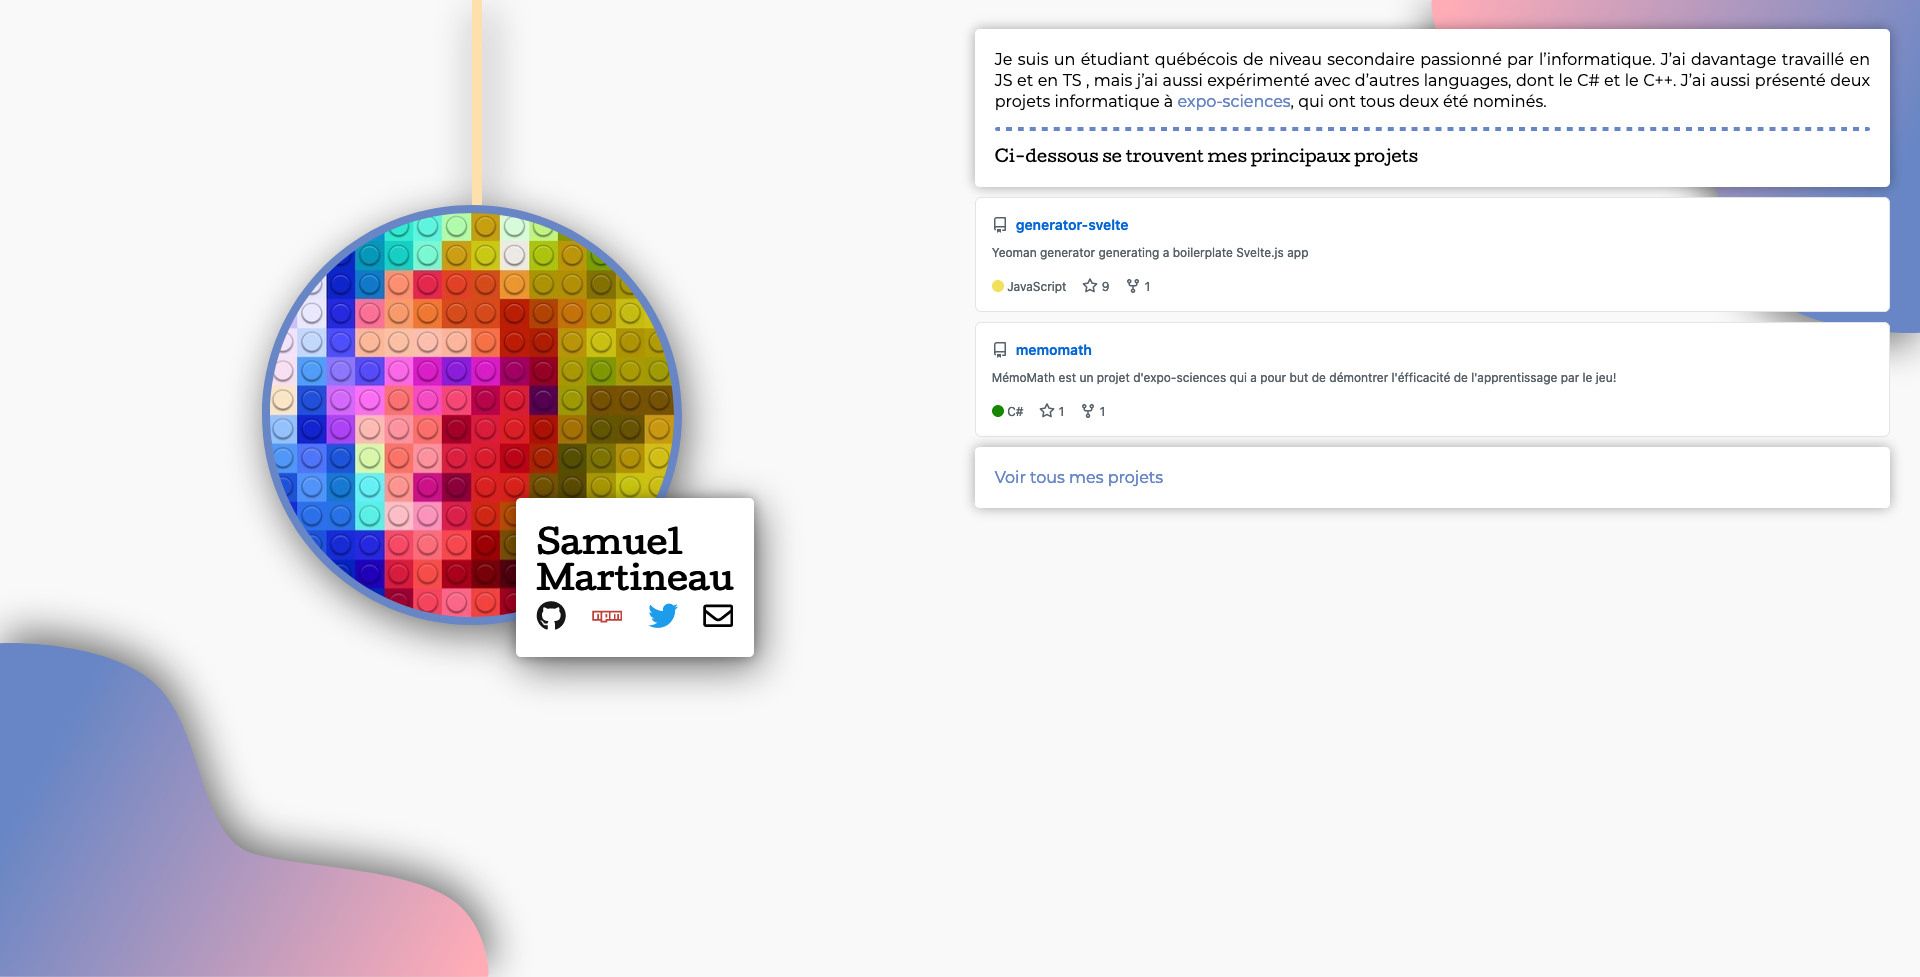 Samuel
Martineau
npm
Je suis un étudiant québécois de niveau secondaire passionné par l’informatique. J’ai davantage travaillé en
JS et en TS , mais j’ai aussi expérimenté avec d’autres languages, dont le C# et le C++. J’ai aussi présenté deux
projets informatique à expo-sciences, qui ont tous deux été nominés.
Ci-dessous se trouvent mes principaux projets
generator-svelte
Yeoman generator generating a boilerplate Svelte.js app
JavaScript 9 1
memomath
MémoMath est un projet d'expo-sciences qui a pour but de démontrer l'éfficacité de l'apprentissage par le jeu!
C# 1 1
Voir tous mes projets